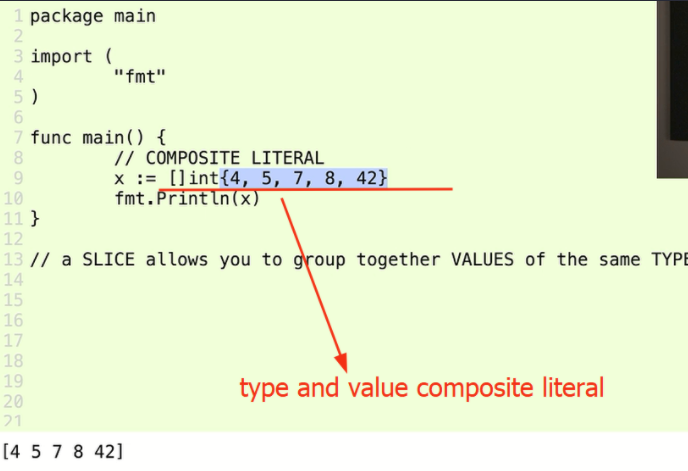 1 package main
2
3 import (
4 "fmt"
5 )
6
7 func main() {
8 // COMPOSITE LITERAL
9 x := []int{4, 5, 7, 8, 42}
10 fmt.Println(x)
11 }
12
13 // a SLICE allows you to group together VALUES of the same TYPE
14
15
16
17
18
19
type and value composite literal
20
21
[4 5 7 8 42]